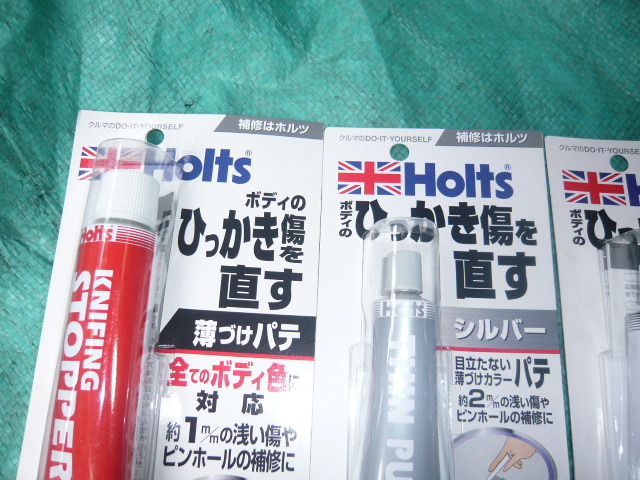 クルマのDO-IT-YOURSELF
補修はホルツ
Holts®
ボディの
ひっかき傷を
直す
薄づけパテ
全てのボディ色に
対応
約1m/mの浅い傷や
ピンホールの補修に
Holts
KNIFING
STOPPER
クルマのDO-IT-YOURSELF
補修はホルツ
Holts®
ボディの
ひっかき傷を
直す
シルバー
目立たない
薄づけカラーパテ
約2m/mの浅い傷や
ピンホールの補修に
Holts
THIN PU
クルマのDO-IT-YOURSELF
ボディの